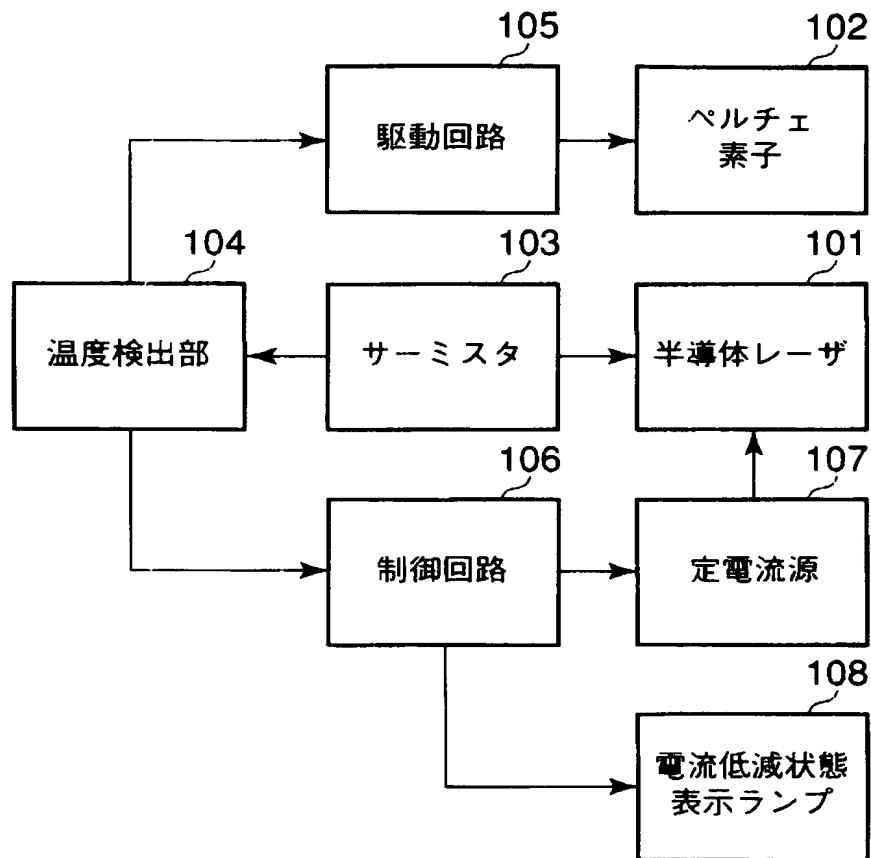 105
102
駆動回路
ペルチェ
素子
104
103
101
温度検出部
サーミスタ
半導体レーザ
106
107
制御回路
定電流源
108
電流低減状態
表示ランプ